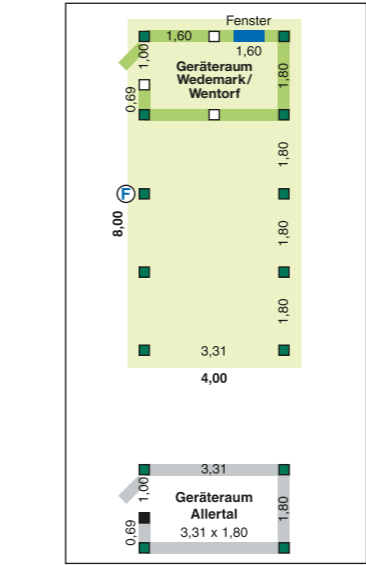 Fenster
1,60
1,60
1,00
Geräteraum
Wedemark/
Wentorf
1,80
0,69
1,80
F
8,00
1,80
1,80
3,31
4,00
3,31
1,00
Geräteraum
Allertal
3,31 x 1,80
1,80
0,69